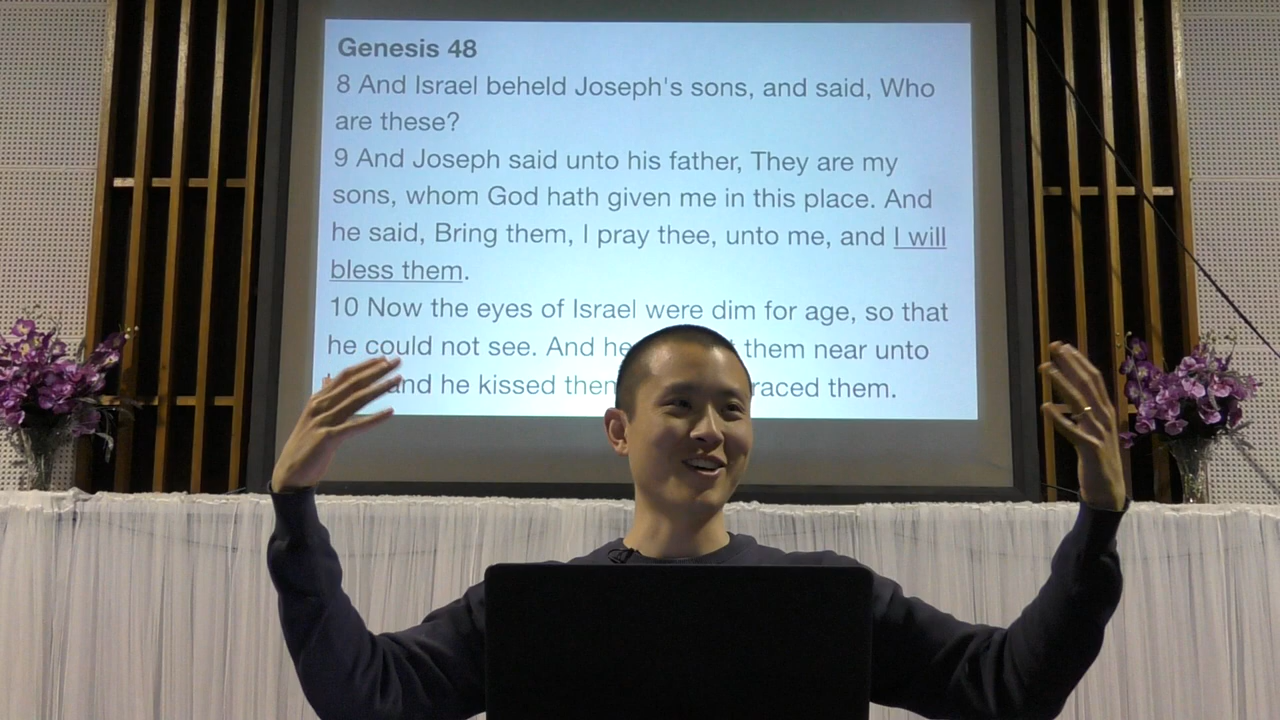 Genesis 48
8 And Israel beheld Joseph's sons, and said, Who
are these?
9 And Joseph said unto his father, They are my
sons, whom God hath given me in this place. And
he said, Bring them, I pray thee, unto me, and I will
bless them.
10 Now the eyes of Israel were dim for age, so that
he could not see. And he them near unto
and he kissed them